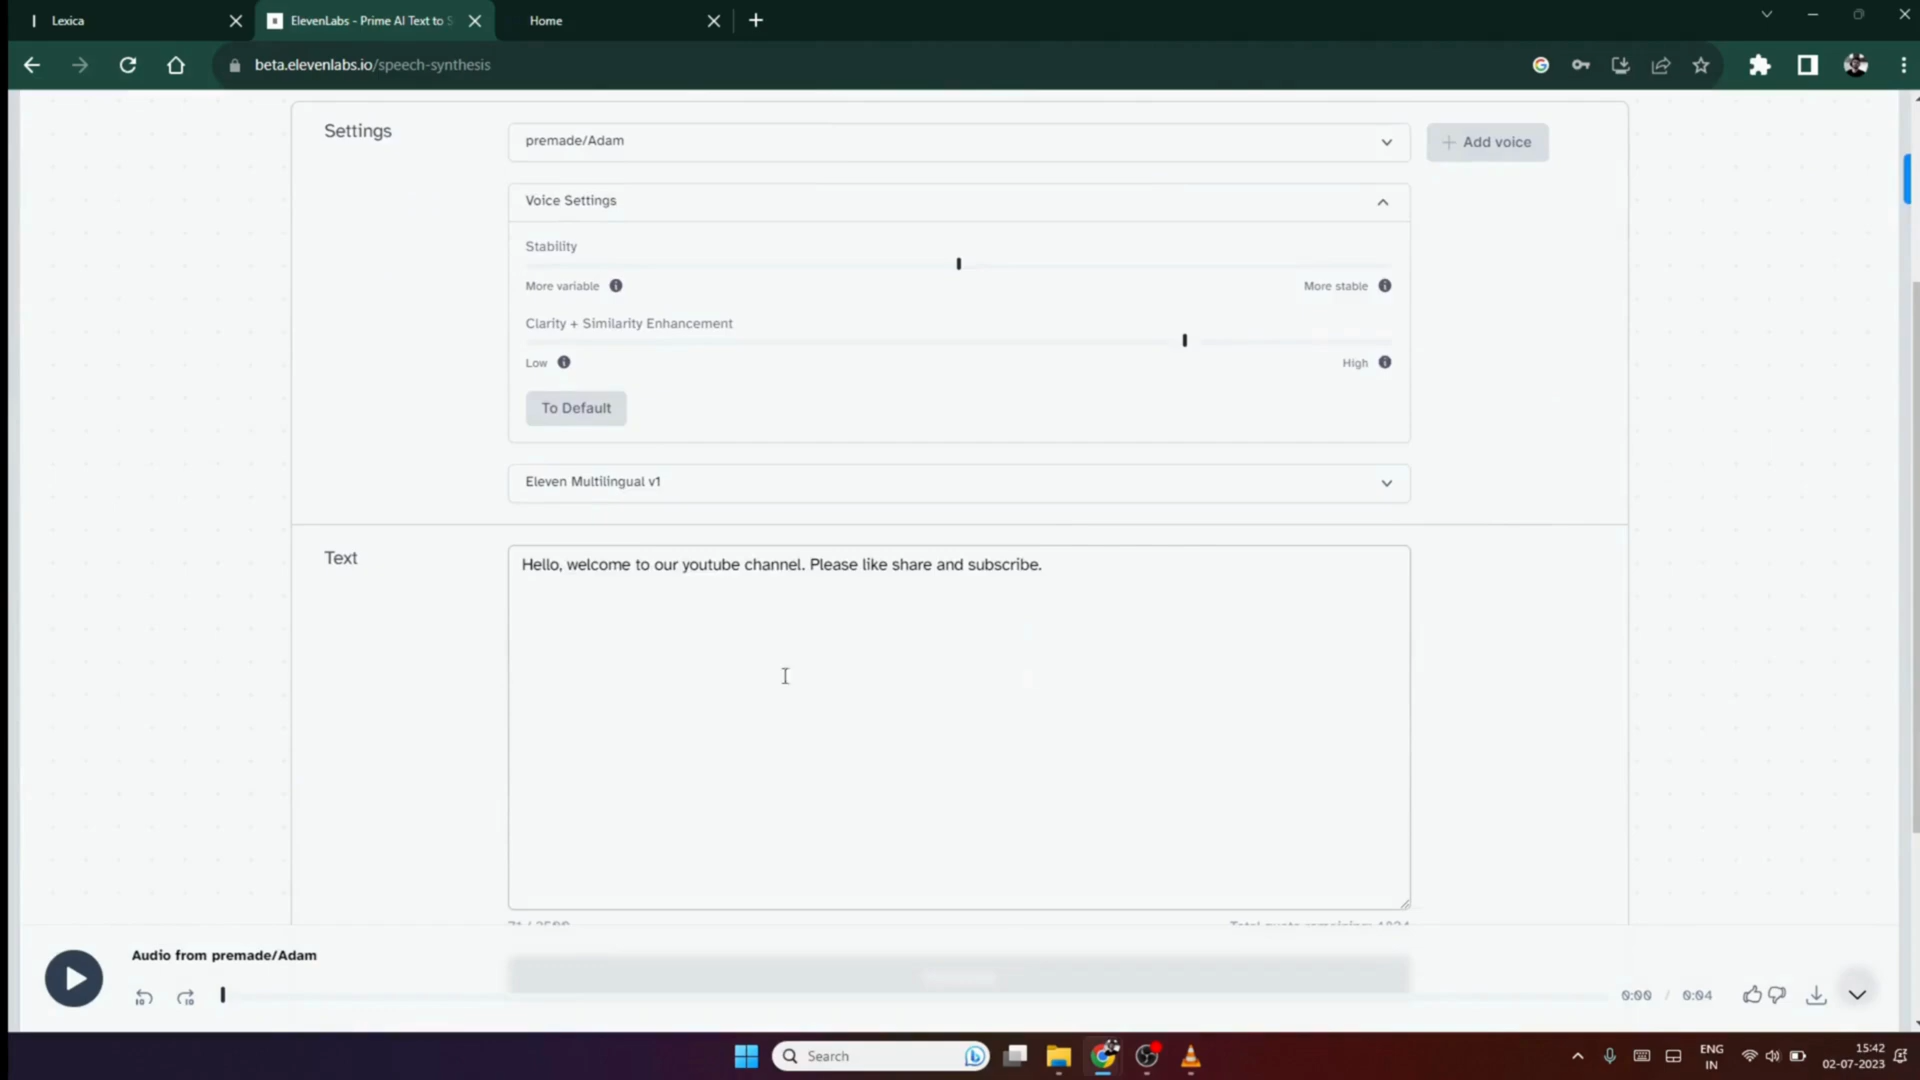 Lexica
ElevenLabs - Prime AI Text to S
Home
beta.elevenlabs.io/speech-synthesis
Settings
premade/Adam
+ Add voice
Voice Settings
Stability
More variable
More stable
Clarity + Similarity Enhancement
Low
High
To Default
Eleven Multilingual v1
Text
Hello, welcome to our youtube channel. Please like share and subscribe.
Audio from premade/Adam
10
10
0:00 / 0:04
Search
ENG
IN
15:42
02-07-2023